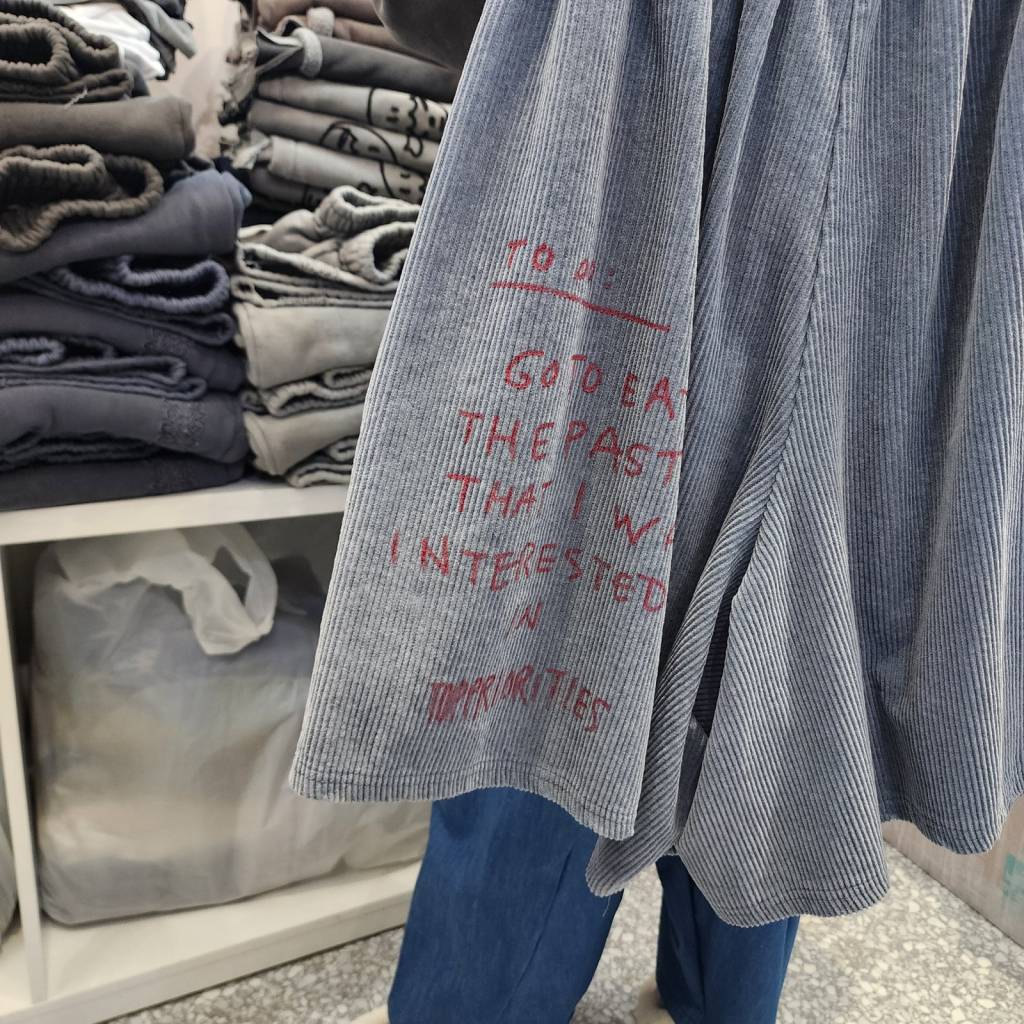 TO DO:
GO TO EAT
THE PAST
THAT I WA
INTERESTED
IN
TOP PRIORITIES